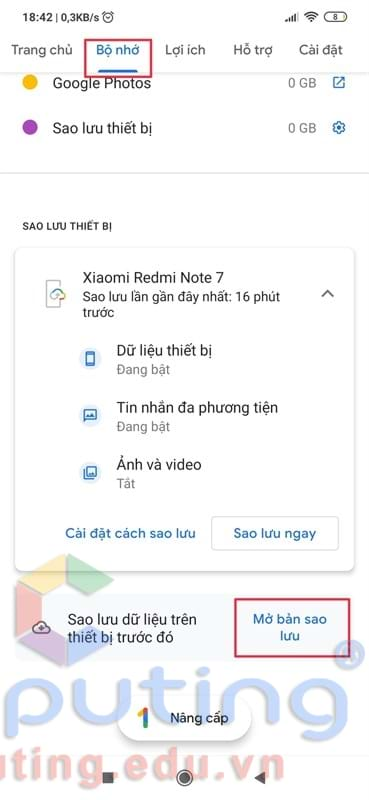 18:42 | 0,3KB/s
8
Trang chủ Bộ nhớ Lợi ích Hỗ trợ Cài đặt
Google Photos 0 GB
Sao lưu thiết bị 0 GB
SAO LƯU THIẾT BỊ
Xiaomi Redmi Note 7
Sao lưu lần gần đây nhất: 16 phút
trước
Dữ liệu thiết bị
Đang bật
Tin nhắn đa phương tiện
Đang bật
Ảnh và video
Tắt
Cài đặt cách sao lưu Sao lưu ngay
Sao lưu dữ liệu trên
thiết bị trước đó
Mở bản sao
lưu
puting
Nâng cấp
uting.edu.vn